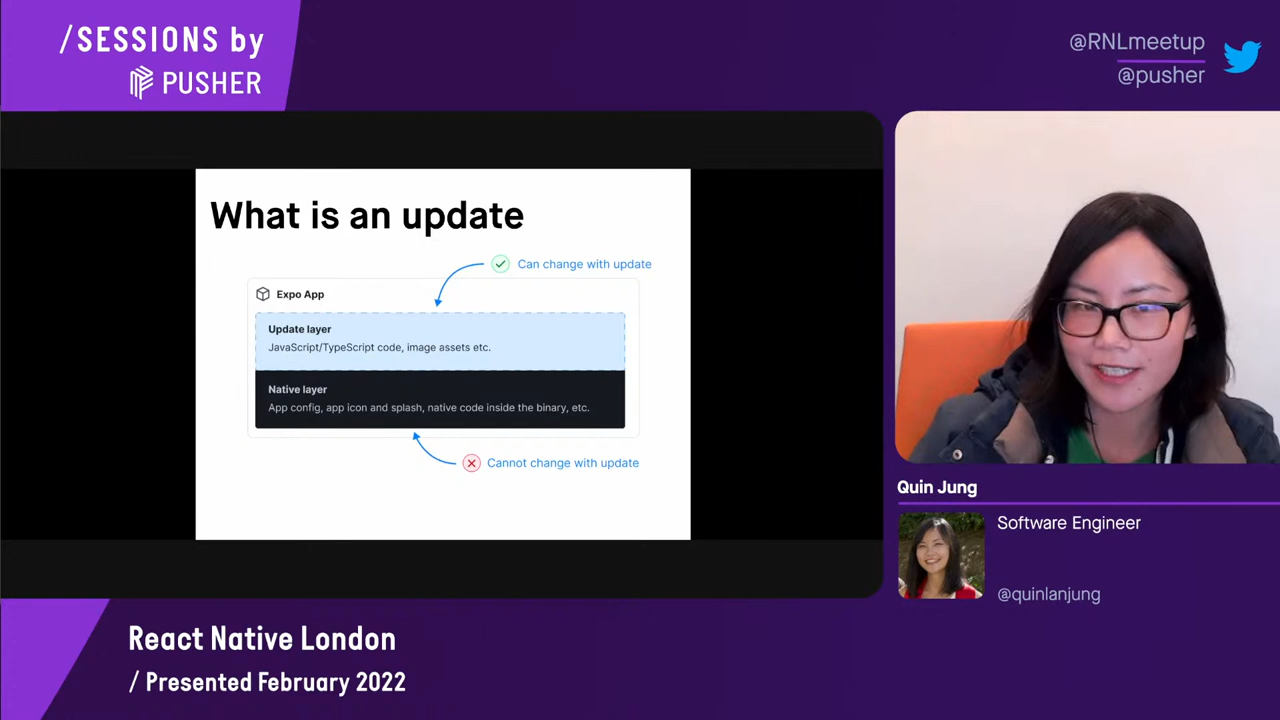 /SESSIONS by
PUSHER
@RNLmeetup
@pusher
What is an update
Can change with update
Expo App
Update layer
JavaScript/TypeScript code, image assets etc.
Native layer
App config, app icon and splash, native code inside the binary, etc.
Cannot change with update
Quin Jung
Software Engineer
@quinlanjung
React Native London
/ Presented February 2022